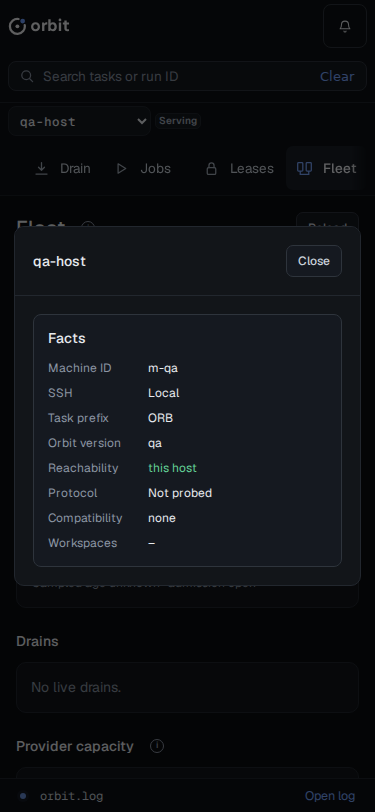 orbit
Search tasks or run ID Clear
qa-host Serving
Drain Jobs Leases Fleet
qa-host Close
Facts
Machine ID m-qa
SSH Local
Task prefix ORB
Orbit version qa
Reachability this host
Protocol Not probed
Compatibility none
Workspaces –
Drains
No live drains.
Provider capacity
orbit.log Open log